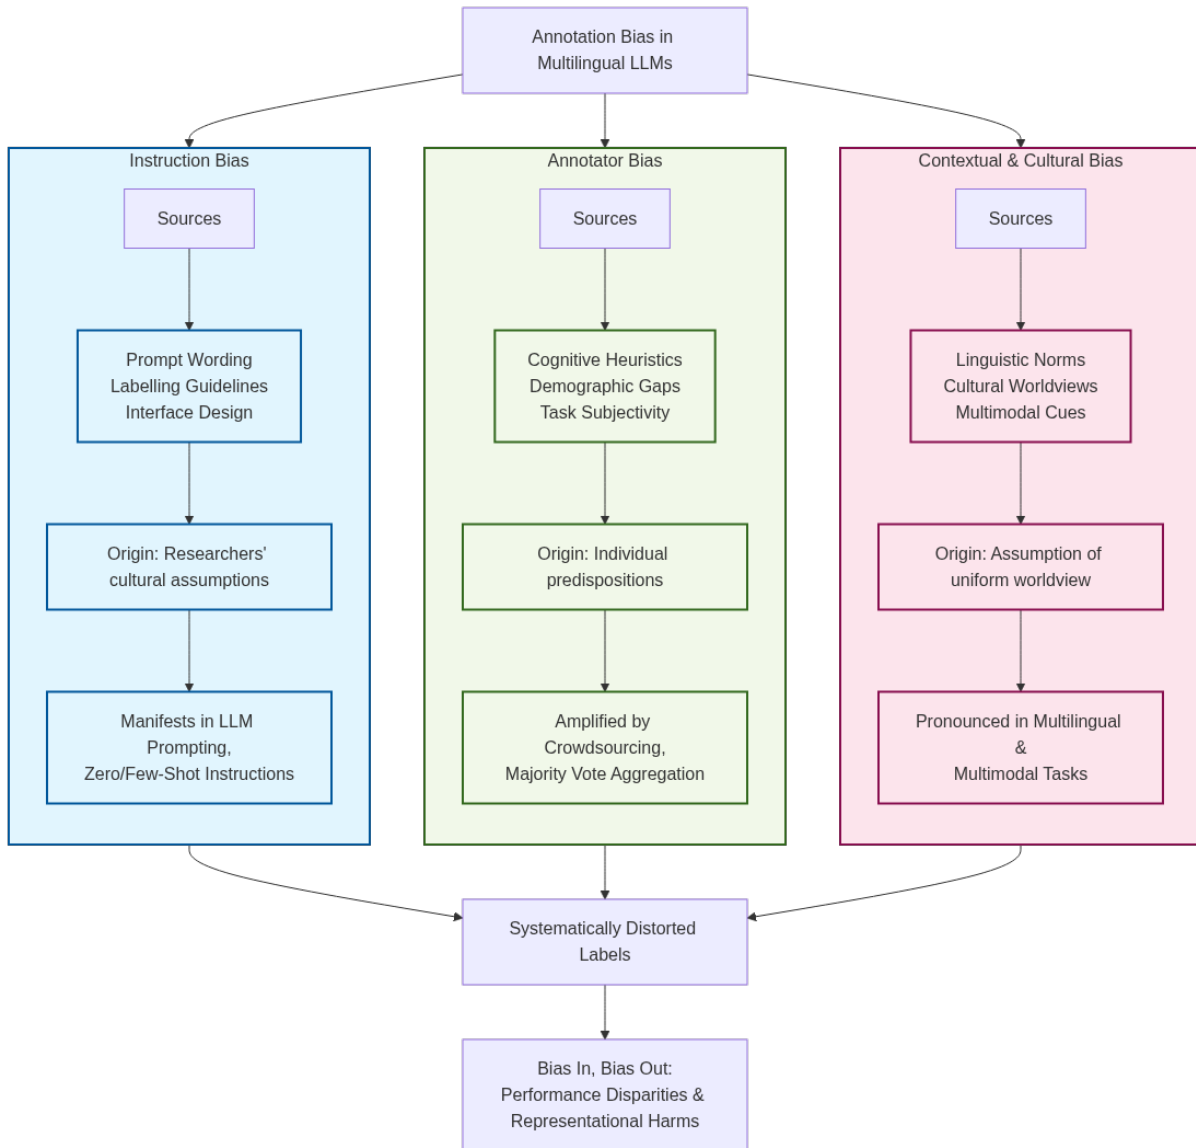 Annotation Bias in
Multilingual LLMs
Instruction Bias
Sources
Prompt Wording
Labelling Guidelines
Interface Design
Origin: Researchers'
cultural assumptions
Manifests in LLM
Prompting,
Zero/Few-Shot Instructions
Annotator Bias
Sources
Cognitive Heuristics
Demographic Gaps
Task Subjectivity
Origin: Individual
predispositions
Amplified by
Crowdsourcing,
Majority Vote Aggregation
Contextual & Cultural Bias
Sources
Linguistic Norms
Cultural Worldviews
Multimodal Cues
Origin: Assumption of
uniform worldview
Pronounced in Multilingual
&
Multimodal Tasks
Systematically Distorted
Labels
Bias In, Bias Out:
Performance Disparities &
Representational Harms